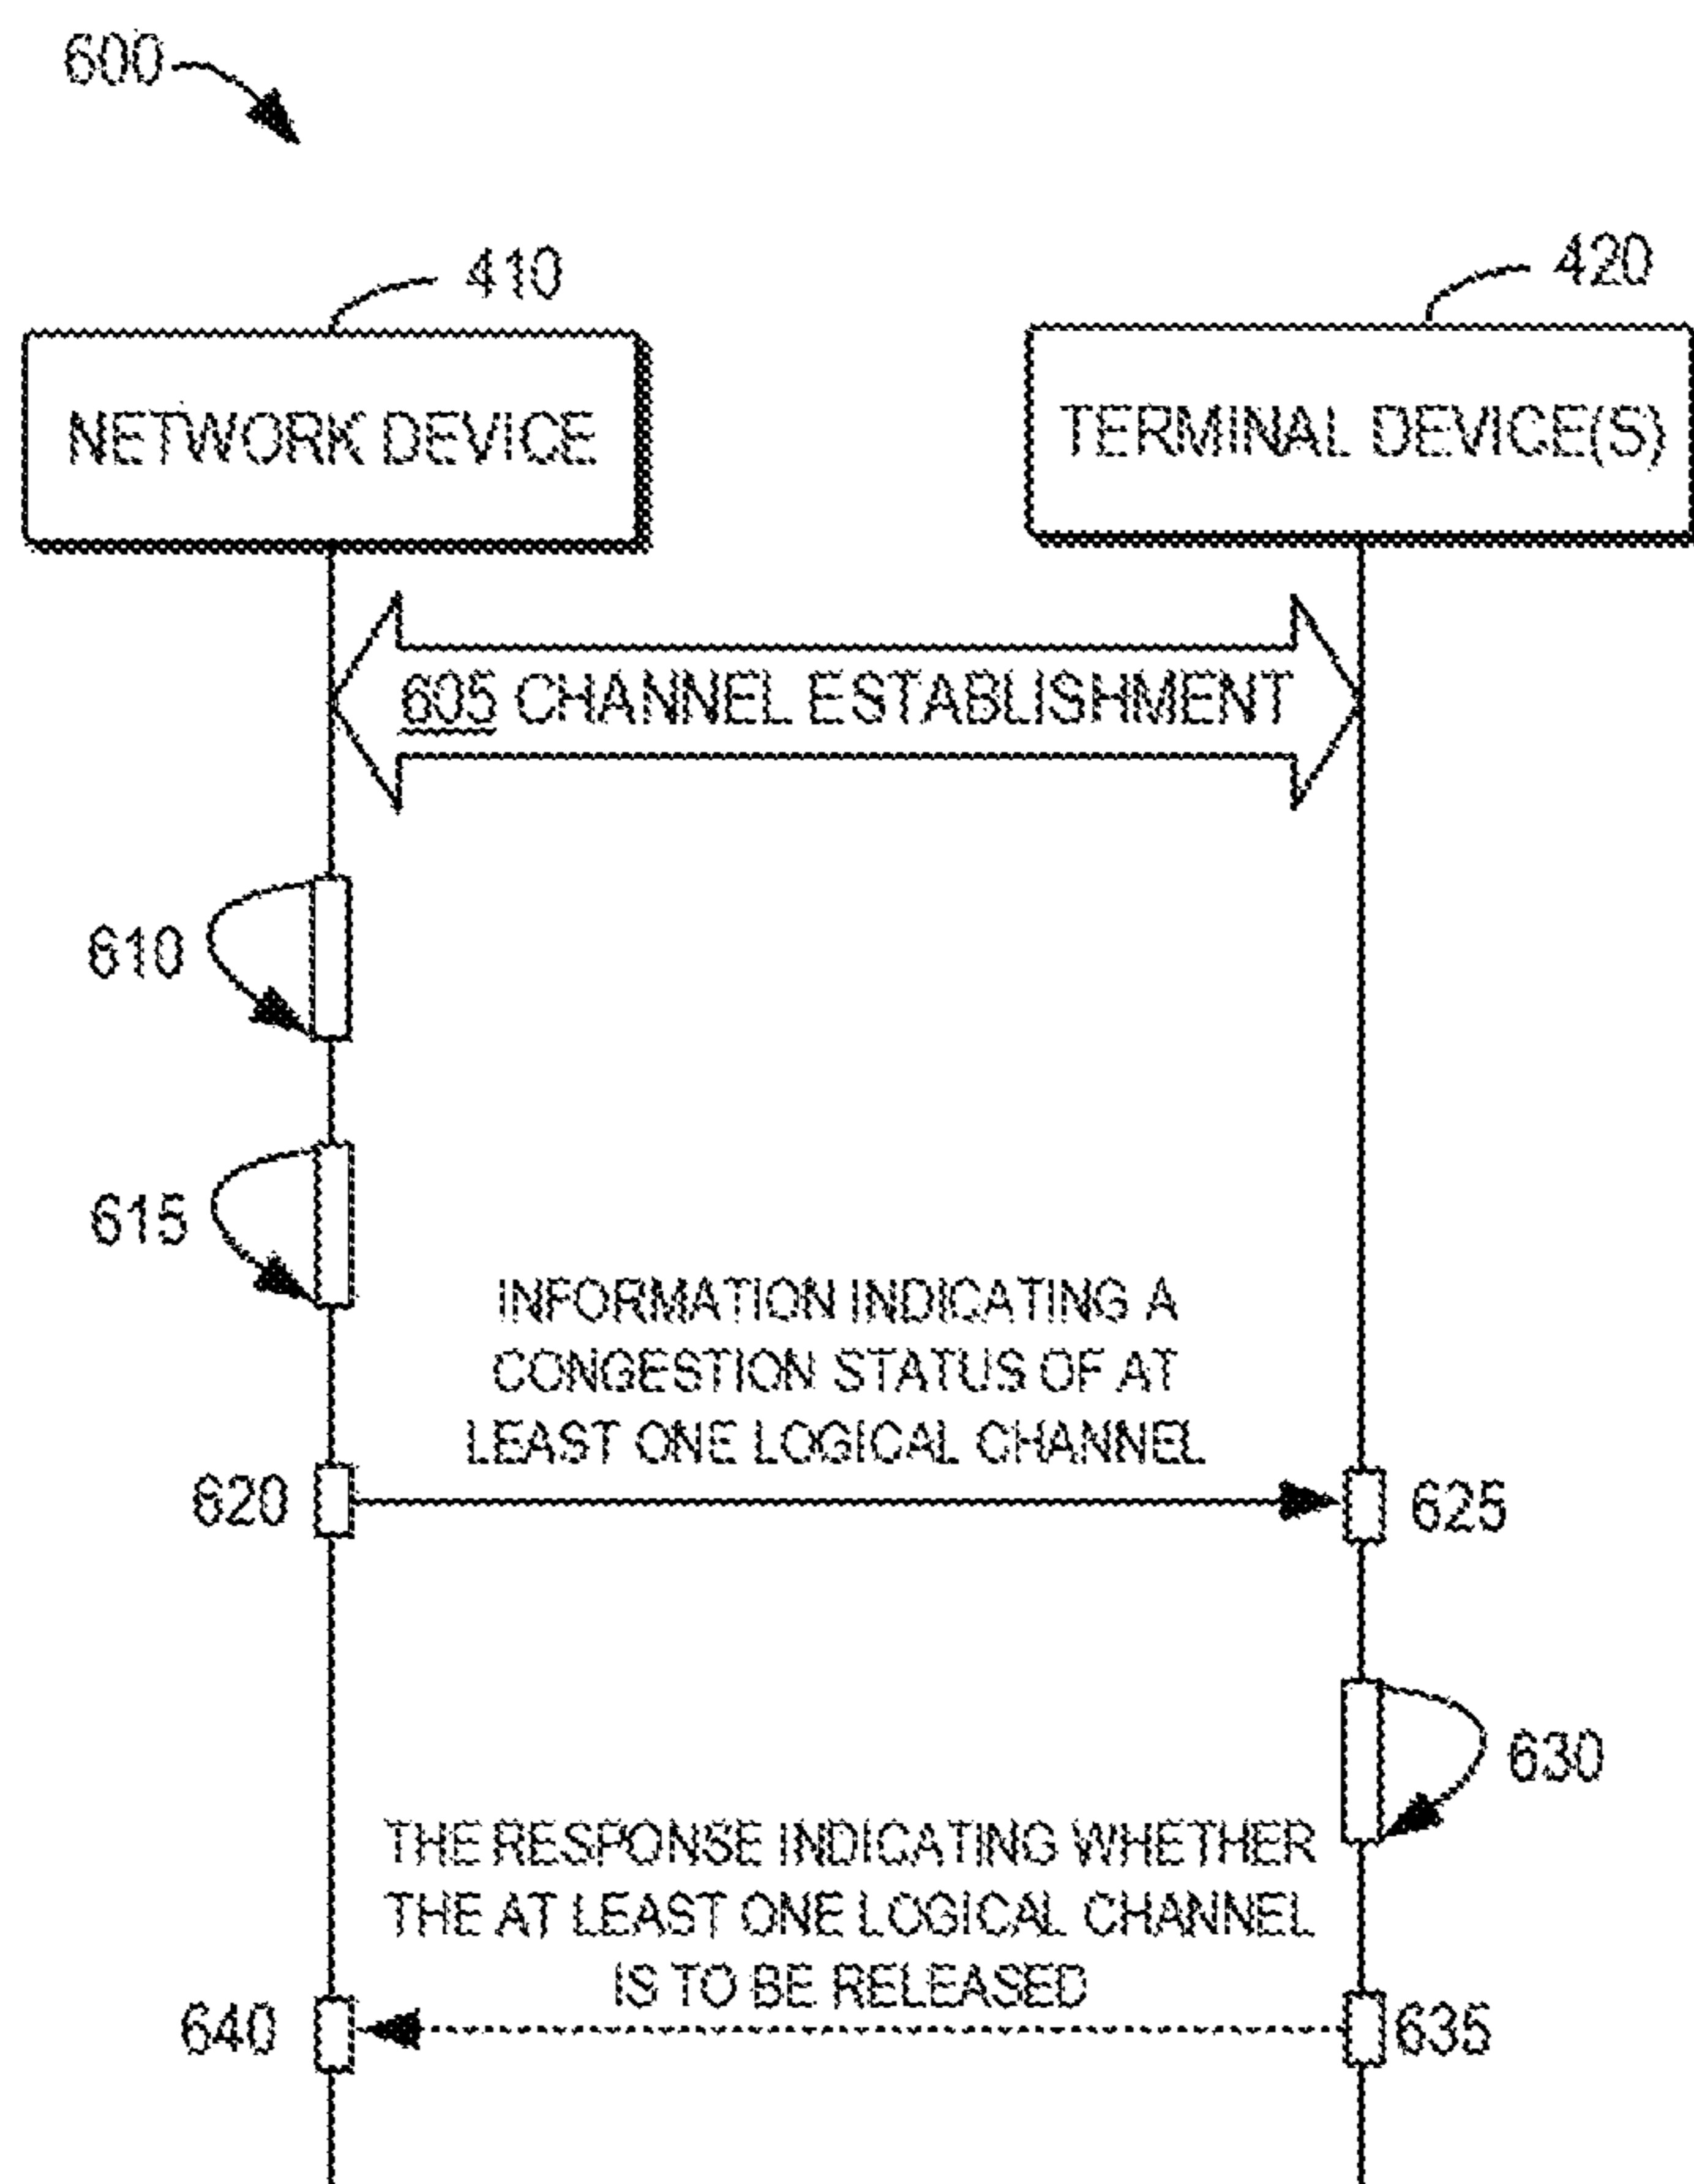 600
410
420
NETWORK DEVICE
TERMINAL DEVICE(S)
605 CHANNEL ESTABLISHMENT
610
615
INFORMATION INDICATING A
CONGESTION STATUS OF AT
LEAST ONE LOGICAL CHANNEL
620
625
630
THE RESPONSE INDICATING WHETHER
THE AT LEAST ONE LOGICAL CHANNEL
IS TO BE RELEASED
640
635